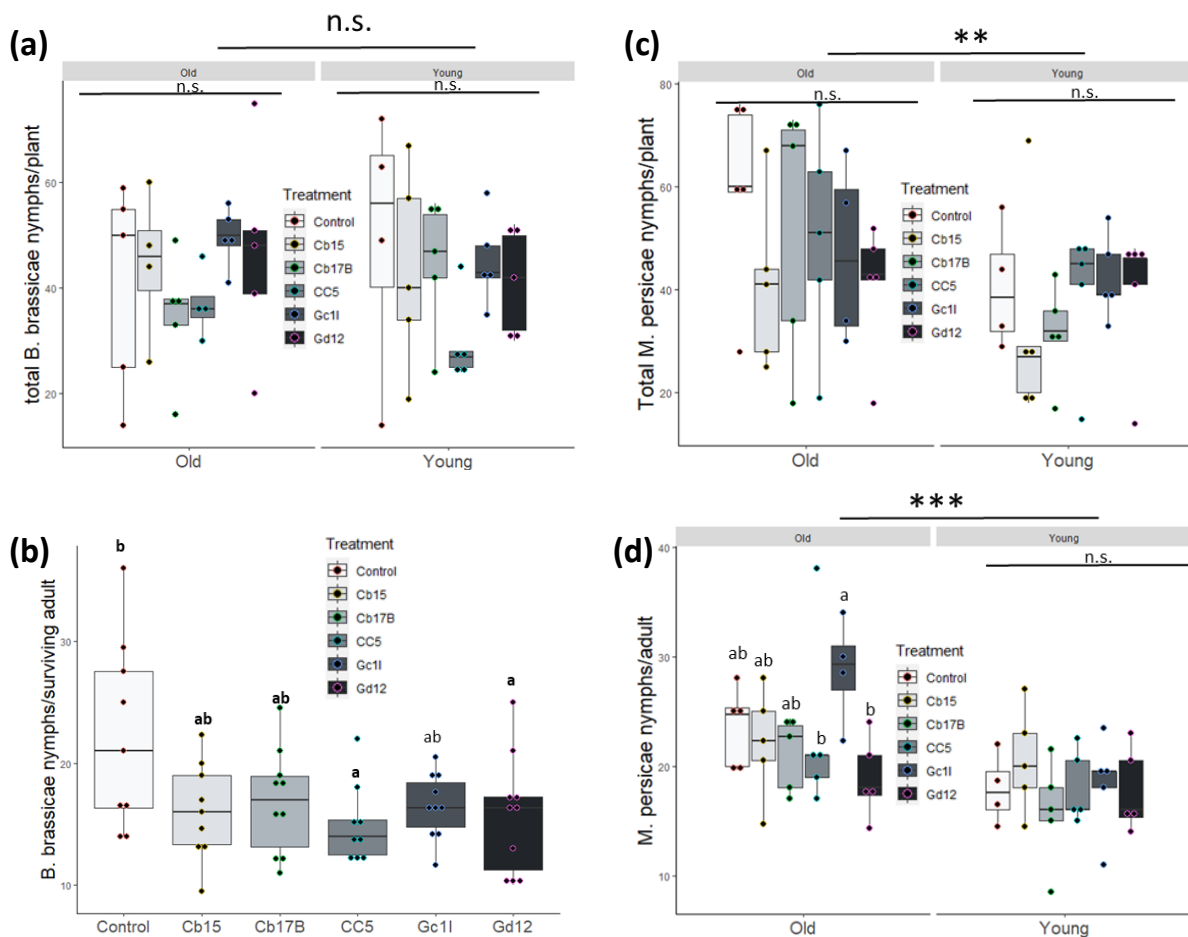 (a)
n.s.
Old
Young
n.s.
n.s.
total B. brassicae nymphs/plant
60
40
20
Treatment
Control
Cb15
Cb17B
CC5
Gc1I
Gd12
Old
Young
(c)
**
Old
Young
n.s.
n.s.
Total M. persicae nymphs/plant
80
60
40
20
Treatment
Control
Cb15
Cb17B
CC5
Gc1I
Gd12
Old
Young
(b)
B. brassicae nymphs/surviving adult
30
20
10
b
ab
ab
a
ab
a
Treatment
Control
Cb15
Cb17B
CC5
Gc1I
Gd12
Control
Cb15
Cb17B
CC5
Gc1I
Gd12
(d)
***
Old
Young
n.s.
M. persicae nymphs/adult
40
30
20
10
ab
ab
ab
b
a
b
Treatment
Control
Cb15
Cb17B
CC5
Gc1I
Gd12
Old
Young